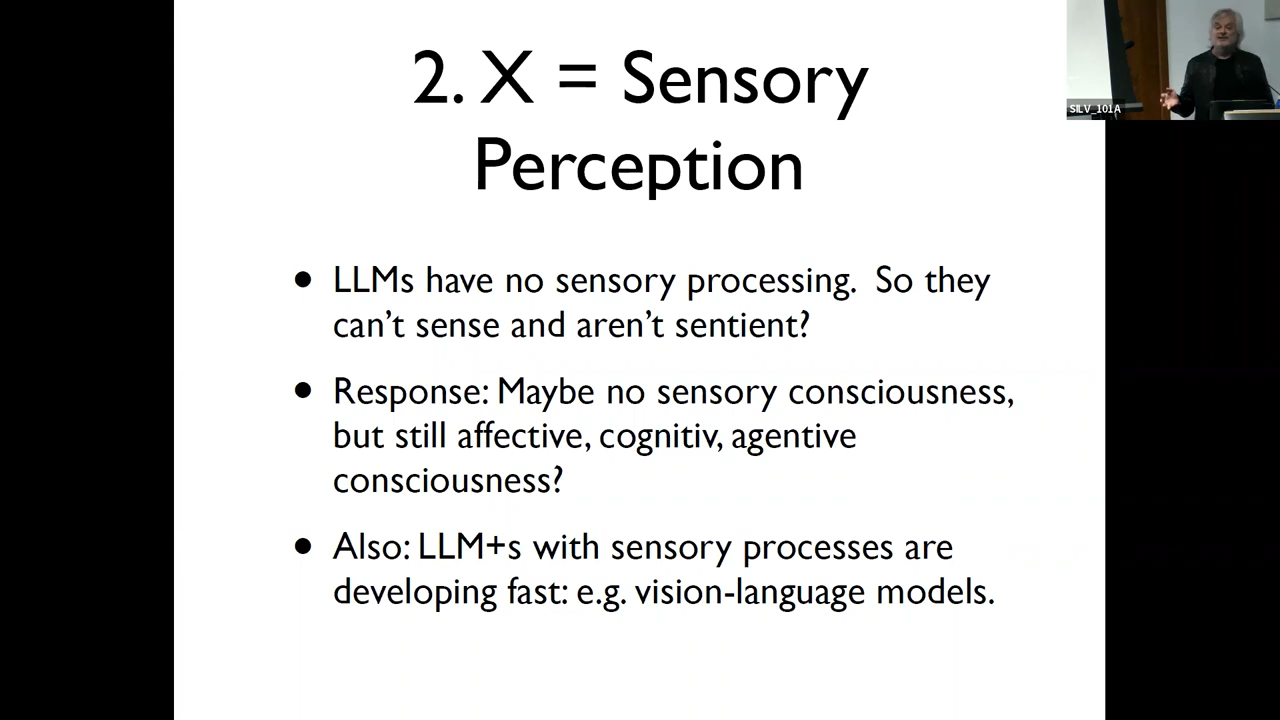 2. X = Sensory
Perception
SILV_101A
• LLMs have no sensory processing.  So they
can't sense and aren't sentient?
• Response: Maybe no sensory consciousness,
but still affective, cognitiv, agentive
consciousness?
• Also: LLM+s with sensory processes are
developing fast: e.g. vision-language models.